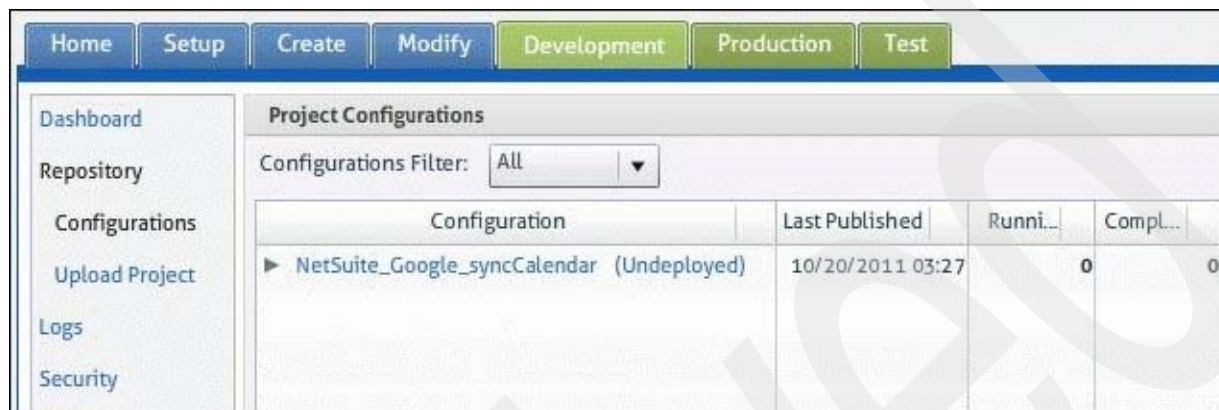 Home Setup Create Modify Development Production Test
Dashboard
Repository
Configurations
Upload Project
Logs
Security
Project Configurations
Configurations Filter: All
Configuration Last Published Runni... Compl...
NetSuite_Google_syncCalendar (Undeployed) 10/20/2011 03:27 0 0